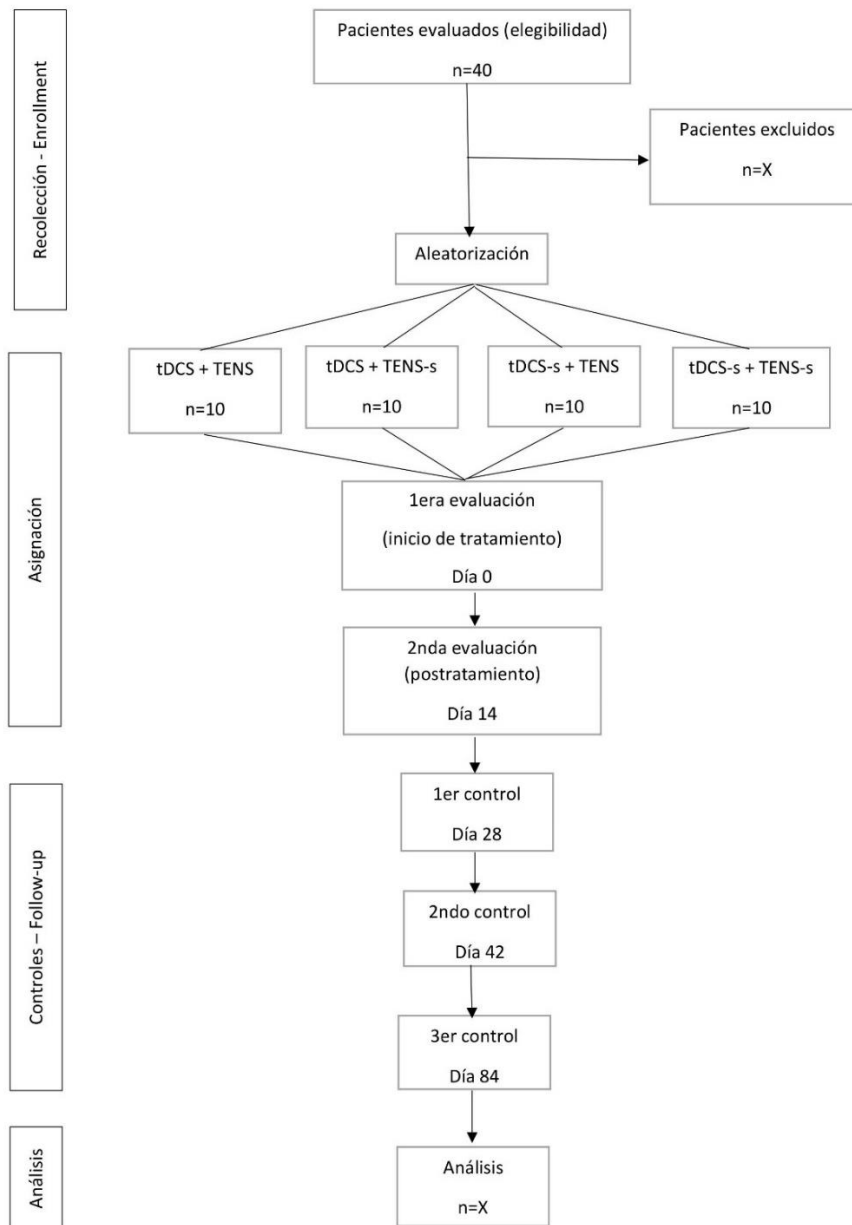 Recolección - Enrollment
Pacientes evaluados (elegibilidad)
n=40
Pacientes excluidos
n=X
Aleatorización
Asignación
tDCS + TENS
n=10
tDCS + TENS-s
n=10
tDCS-s + TENS
n=10
tDCS-s + TENS-s
n=10
1era evaluación
(inicio de tratamiento)
Día 0
2nda evaluación
(postratamiento)
Día 14
Controles – Follow-up
1er control
Día 28
2ndo control
Día 42
3er control
Día 84
Análisis
Análisis
n=X